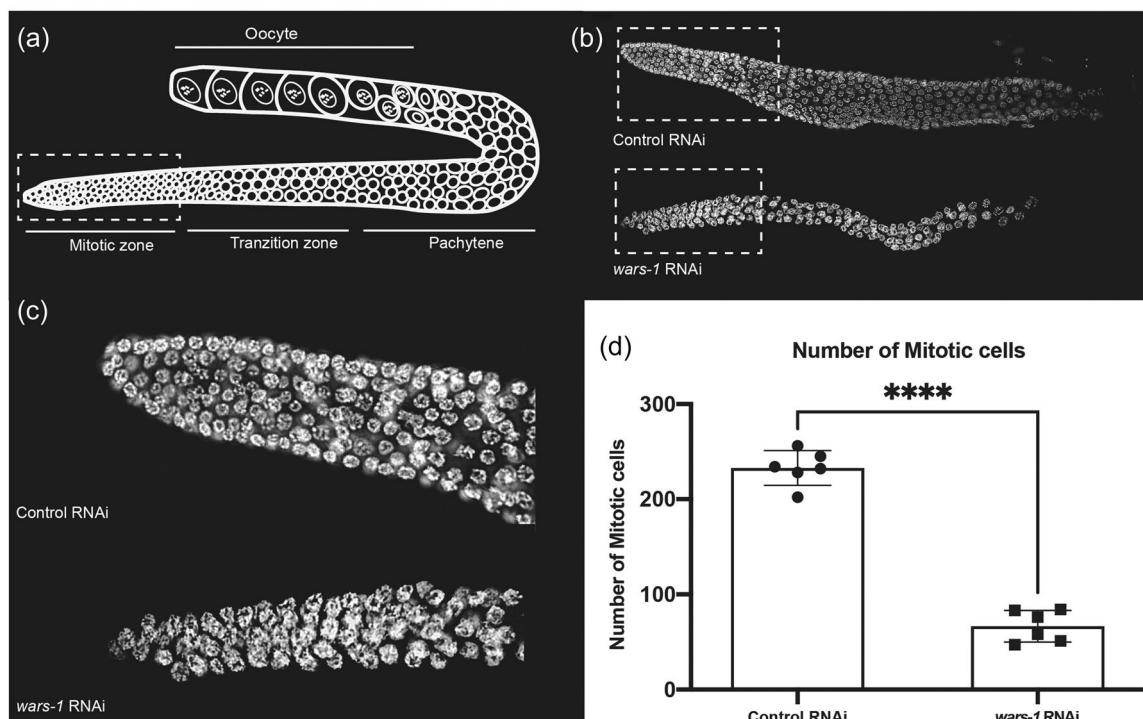 (a)
Oocyte
Mitotic zone
Tranzition zone
Pachytene
(b)
Control RNAi
wars-1 RNAi
(c)
Control RNAi
wars-1 RNAi
(d)
Number of Mitotic cells
****
Number of Mitotic cells
300
200
100
0
Control RNAi
wars-1 RNAi